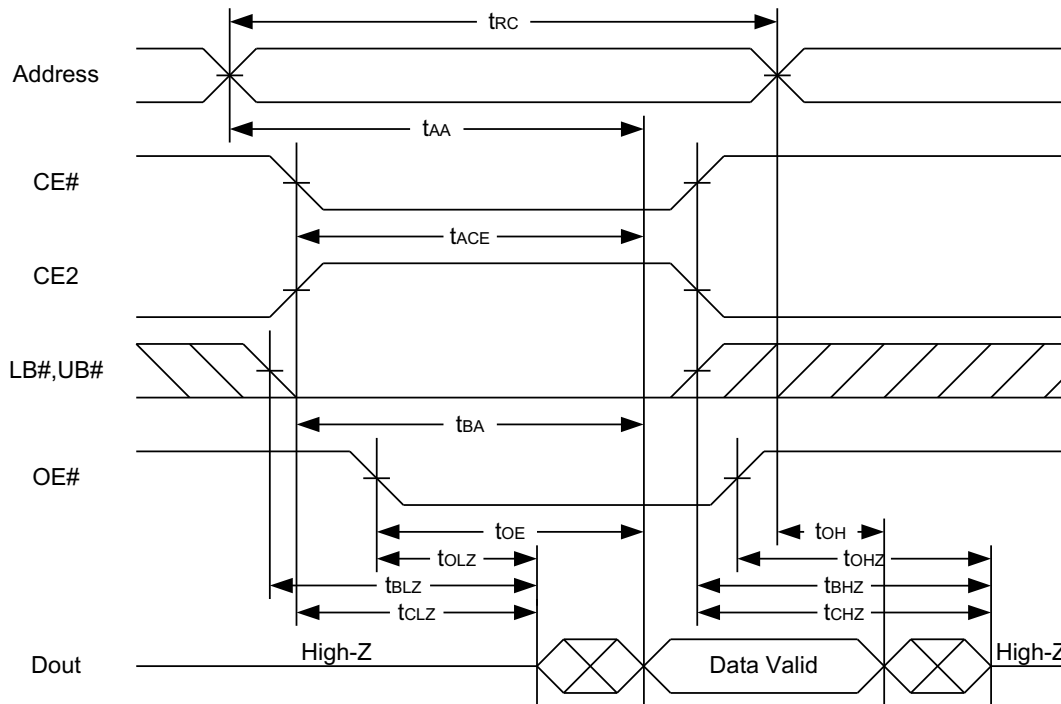 tRC
Address
tAA
CE#
tACE
CE2
LB#,UB#
tBA
OE#
tOE
tOH
tOLZ
tOHZ
tBLZ
tBHZ
tCLZ
tCHZ
High-Z
Data Valid
High-Z
Dout